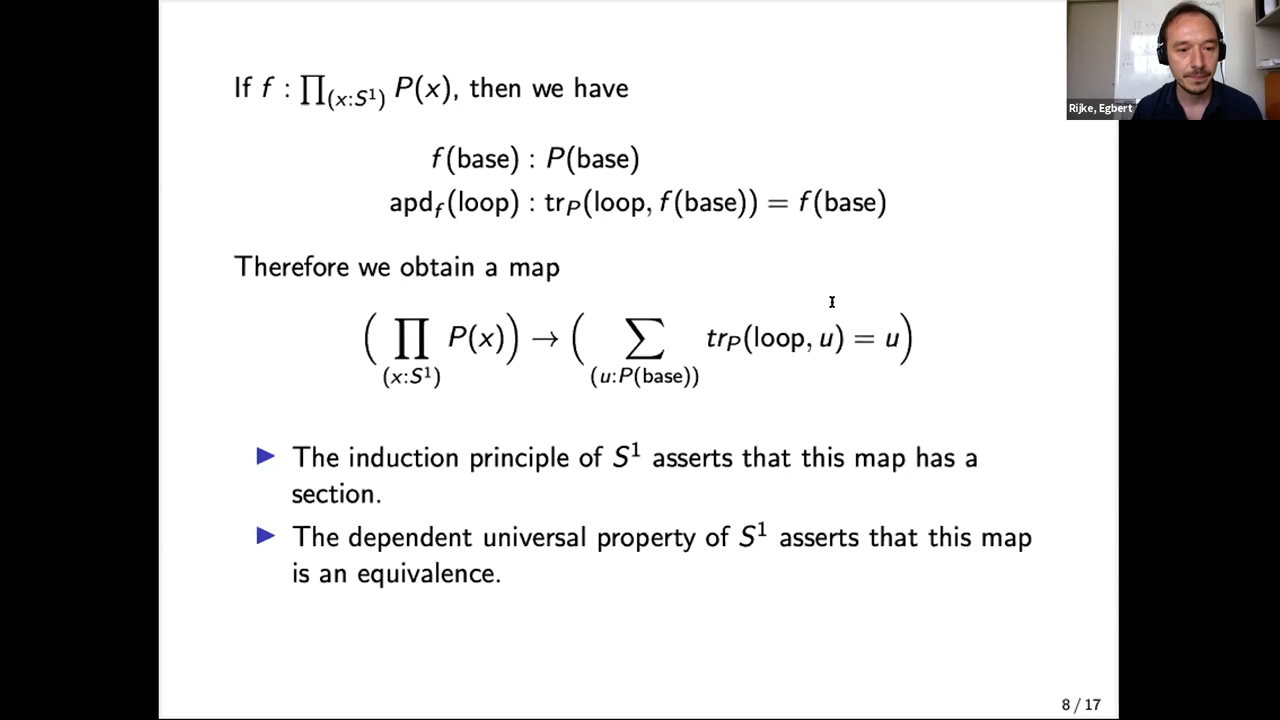 If f : ∏(x:S¹) P(x), then we have
f(base) : P(base)
apd_f(loop) : tr_P(loop, f(base)) = f(base)
Therefore we obtain a map
( ∏ P(x) ) → ( ∑ tr_P(loop, u) = u )
(x:S¹) (u:P(base))
▶ The induction principle of S¹ asserts that this map has a
section.
▶ The dependent universal property of S¹ asserts that this map
is an equivalence.
8 / 17
Rijke, Egbert